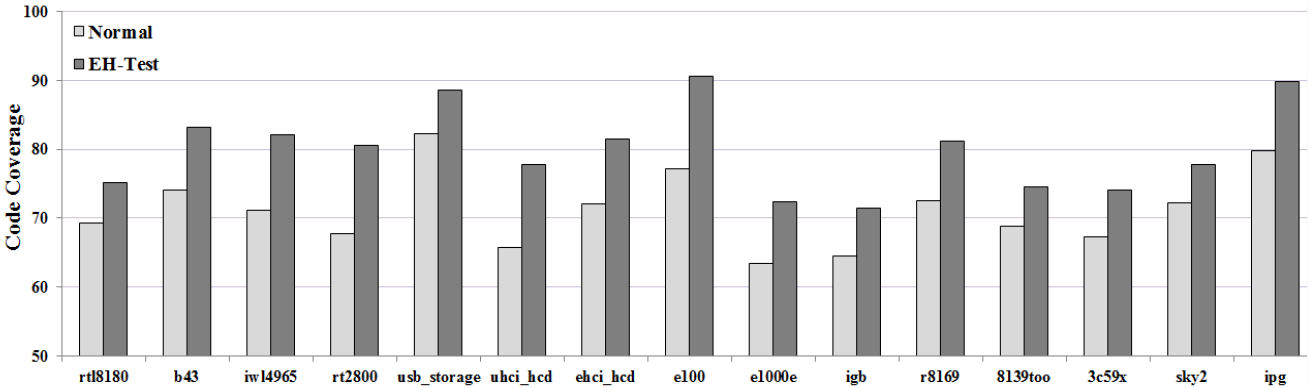 100
90
80
70
60
50
Code Coverage
Normal
EH-Test
rtl8180 b43 iwl4965 rt2800 usb_storage uhci_hcd ehci_hcd e100 e1000e igb r8169 8139too 3c59x sky2 ipg